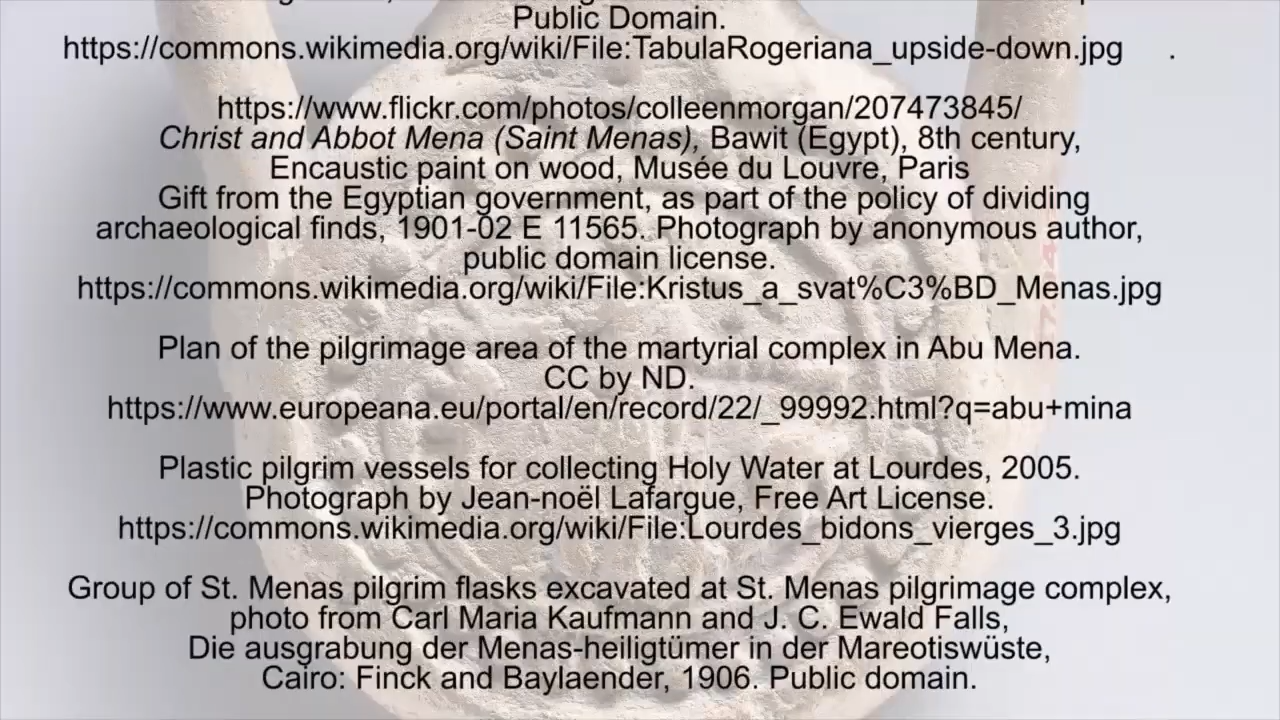 Public Domain.
https://commons.wikimedia.org/wiki/File:TabulaRogeriana_upside-down.jpg .
https://www.flickr.com/photos/colleenmorgan/207473845/
Christ and Abbot Mena (Saint Menas), Bawit (Egypt), 8th century,
Encaustic paint on wood, Musée du Louvre, Paris
Gift from the Egyptian government, as part of the policy of dividing
archaeological finds, 1901-02 E 11565. Photograph by anonymous author,
public domain license.
https://commons.wikimedia.org/wiki/File:Kristus_a_svat%C3%BD_Menas.jpg
Plan of the pilgrimage area of the martyrial complex in Abu Mena.
CC by ND.
https://www.europeana.eu/portal/en/record/22/_99992.html?q=abu+mina
Plastic pilgrim vessels for collecting Holy Water at Lourdes, 2005.
Photograph by Jean-noël Lafargue, Free Art License.
https://commons.wikimedia.org/wiki/File:Lourdes_bidons_vierges_3.jpg
Group of St. Menas pilgrim flasks excavated at St. Menas pilgrimage complex,
photo from Carl Maria Kaufmann and J. C. Ewald Falls,
Die ausgrabung der Menas-heiligtümer in der Mareotiswüste,
Cairo: Finck and Baylaender, 1906. Public domain.